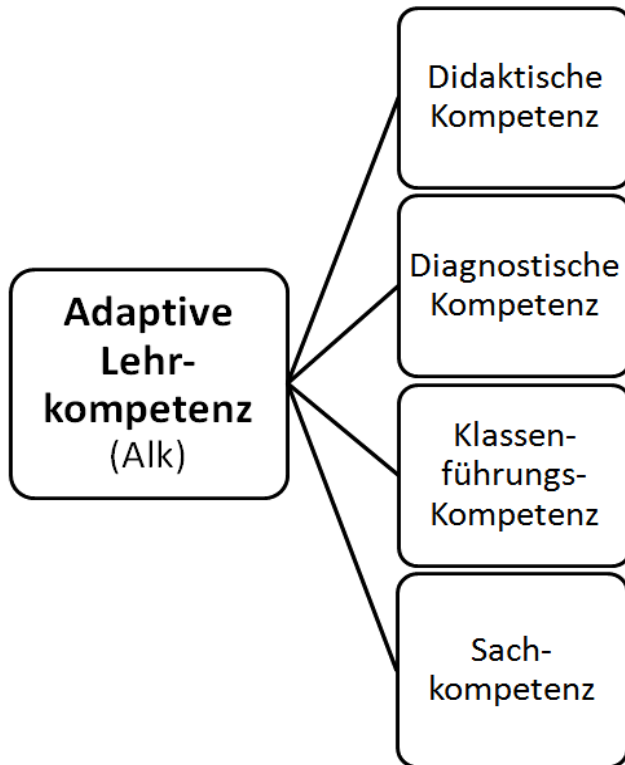 Adaptive
Lehr-
kompetenz
(Alk)
Didaktische
Kompetenz
Diagnostische
Kompetenz
Klassen-
führungs-
Kompetenz
Sach-
kompetenz